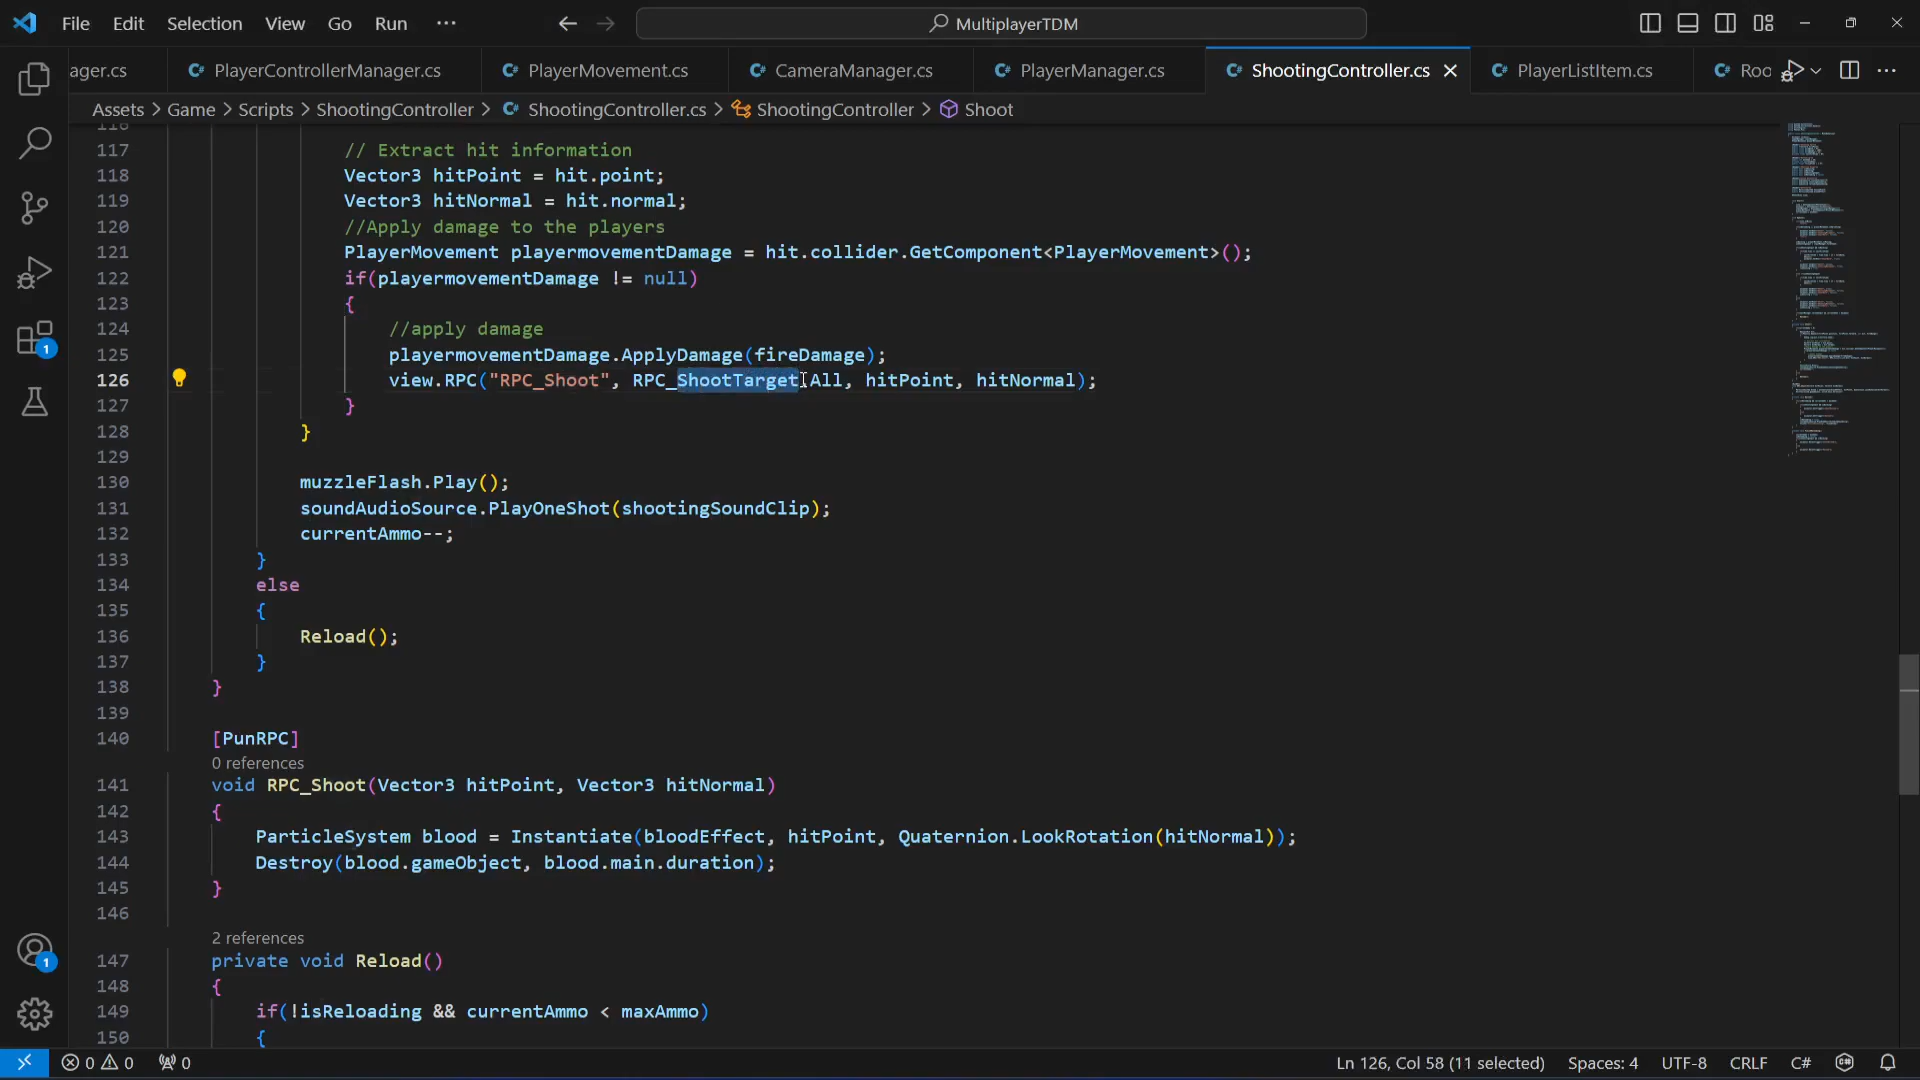 File Edit Selection View Go Run ··· MultiplayerTDM
ager.cs C# PlayerControllerManager.cs C# PlayerMovement.cs C# CameraManager.cs C# PlayerManager.cs C# ShootingController.cs C# PlayerListItem.cs C# Roo
Assets > Game > Scripts > ShootingController > C# ShootingController.cs > ShootingController > Shoot
116
117 // Extract hit information
118 Vector3 hitPoint = hit.point;
119 Vector3 hitNormal = hit.normal;
120 //Apply damage to the players
121 PlayerMovement playermovementDamage = hit.collider.GetComponent<PlayerMovement>();
122 if(playermovementDamage != null)
123 {
124 //apply damage
125 playermovementDamage.ApplyDamage(fireDamage);
126 view.RPC("RPC_Shoot", RPC_ShootTarget.All, hitPoint, hitNormal);
127 }
128 }
129
130 muzzleFlash.Play();
131 soundAudioSource.PlayOneShot(shootingSoundClip);
132 currentAmmo--;
133 }
134 else
135 {
136 Reload();
137 }
138 }
139
140 [PunRPC]
0 references
141 void RPC_Shoot(Vector3 hitPoint, Vector3 hitNormal)
142 {
143 ParticleSystem blood = Instantiate(bloodEffect, hitPoint, Quaternion.LookRotation(hitNormal));
144 Destroy(blood.gameObject, blood.main.duration);
145 }
146
2 references
147 private void Reload()
148 {
149 if(!isReloading && currentAmmo < maxAmmo)
150 {
1
1
0 0 0 Ln 126, Col 58 (11 selected) Spaces: 4 UTF-8 CRLF C#